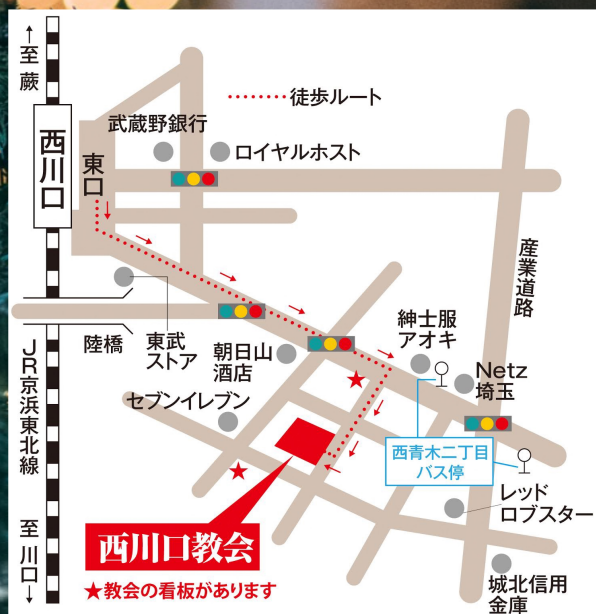 ←至 蕨
西川口
東口
徒歩ルート
武蔵野銀行
ロイヤルホスト
産業道路
陸橋
東武
ストア
朝日山
酒店
紳士服
アオキ
Netz
埼玉
セブンイレブン
西青木二丁目
バス停
JR京浜東北線
レッド
ロブスター
西川口教会
★教会の看板があります
至 川口→
城北信用
金庫